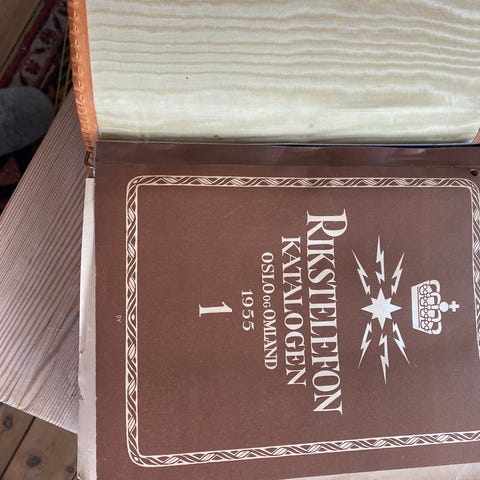 RIKSTELEFON
KATALOGEN
OSLO OG OMLAND
1955
1